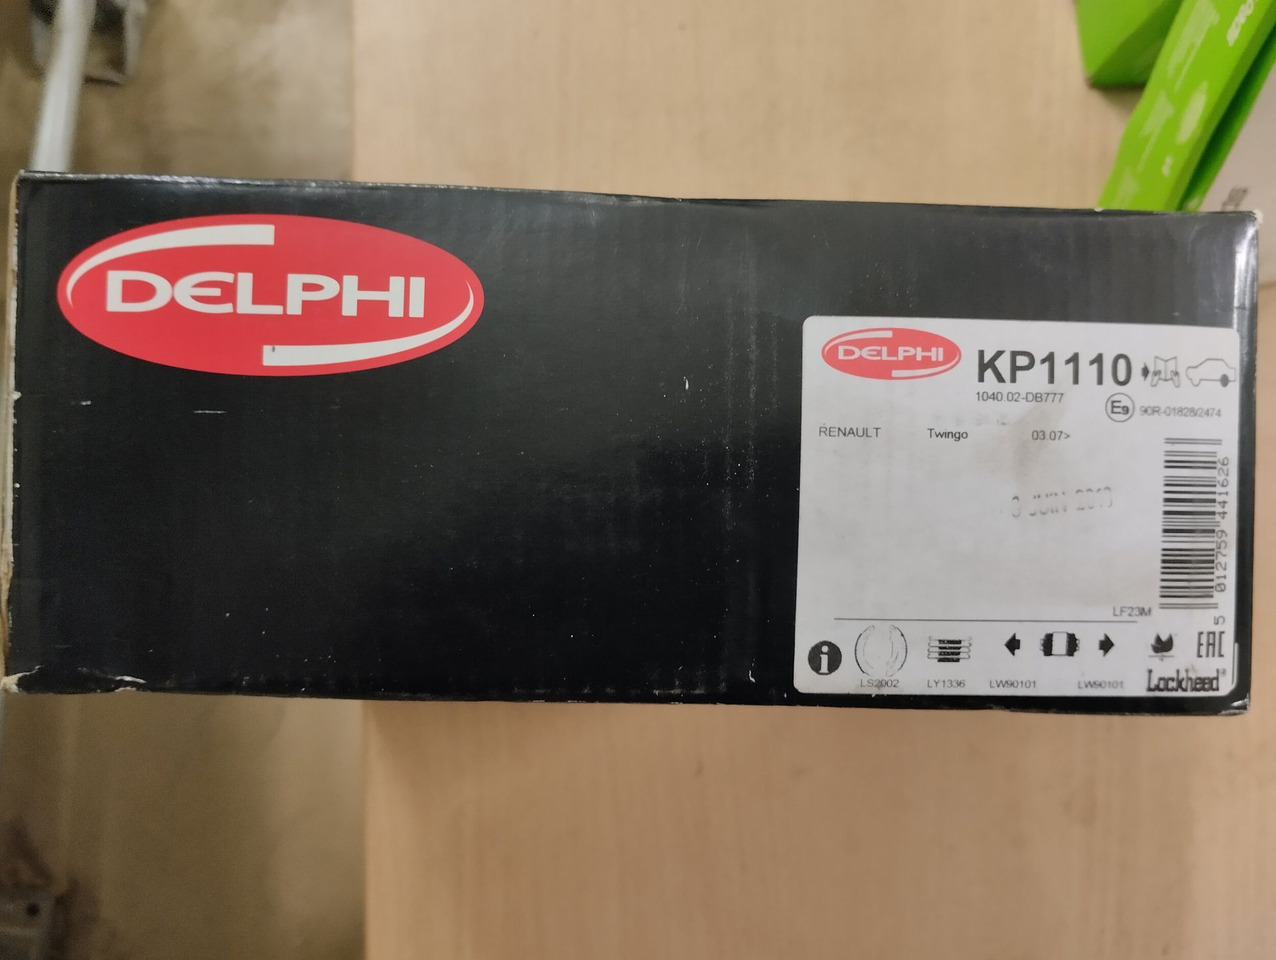 DELPHI
DELPHI KP1110
1040.02-DB777
E9 90R-01828/2474
RENAULT Twingo 03.07>
JUIN
5 012759 441626
LF23M
i
LS2002 LY1336 LW90101 LW90101
EAC
Lockheed®